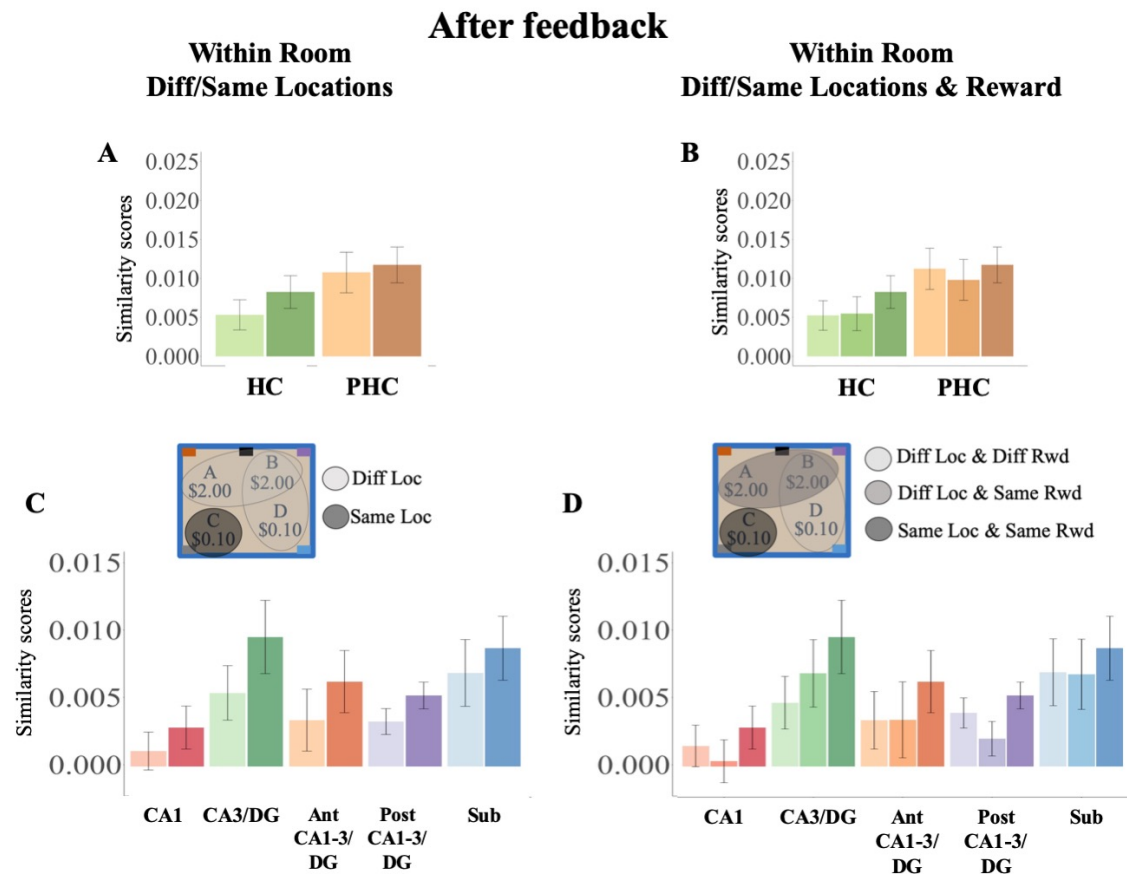 After feedback
Within Room
Diff/Same Locations
Within Room
Diff/Same Locations & Reward
A
0.025
0.020
0.015
0.010
0.005
0.000
Similarity scores
HC PHC
B
0.025
0.020
0.015
0.010
0.005
0.000
Similarity scores
HC PHC
C
A
$2.00
B
$2.00
C
$0.10
D
$0.10
Diff Loc
Same Loc
0.015
0.010
0.005
0.000
Similarity scores
CA1 CA3/DG Ant Post Sub
CA1-3/ CA1-3/
DG DG
D
A
$2.00
B
$2.00
C
$0.10
D
$0.10
Diff Loc & Diff Rwd
Diff Loc & Same Rwd
Same Loc & Same Rwd
0.015
0.010
0.005
0.000
Similarity scores
CA1 CA3/DG Ant Post Sub
CA1-3/ CA1-3/
DG DG